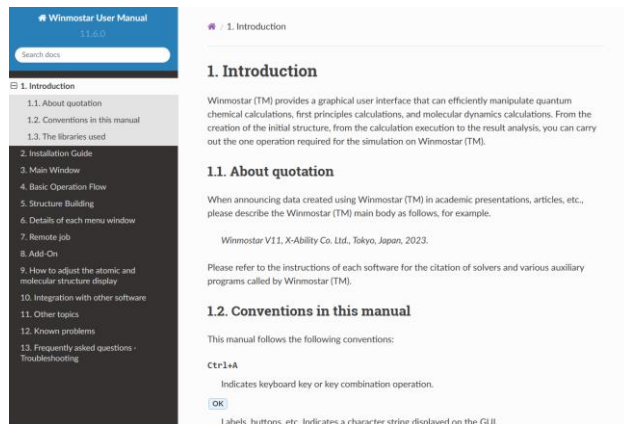 Winmostar User Manual
11.6.0
Search docs
1. Introduction
1.1. About quotation
1.2. Conventions in this manual
1.3. The libraries used
2. Installation Guide
3. Main Window
4. Basic Operation Flow
5. Structure Building
6. Details of each menu window
7. Remote job
8. Add-On
9. How to adjust the atomic and
molecular structure display
10. Integration with other software
11. Other topics
12. Known problems
13. Frequently asked questions -
Troubleshooting
/ 1. Introduction
1. Introduction
Winmostar (TM) provides a graphical user interface that can efficiently manipulate quantum
chemical calculations, first principles calculations, and molecular dynamics calculations. From the
creation of the initial structure, from the calculation execution to the result analysis, you can carry
out the one operation required for the simulation on Winmostar (TM).
1.1. About quotation
When announcing data created using Winmostar (TM) in academic presentations, articles, etc.,
please describe the Winmostar (TM) main body as follows, for example.
Winmostar V11, X-Ability Co. Ltd., Tokyo, Japan, 2023.
Please refer to the instructions of each software for the citation of solvers and various auxiliary
programs called by Winmostar (TM).
1.2. Conventions in this manual
This manual follows the following conventions:
Ctrl+A
Indicates keyboard key or key combination operation.
OK
Labels, buttons, etc. Indicates a character string displayed on the GUI.